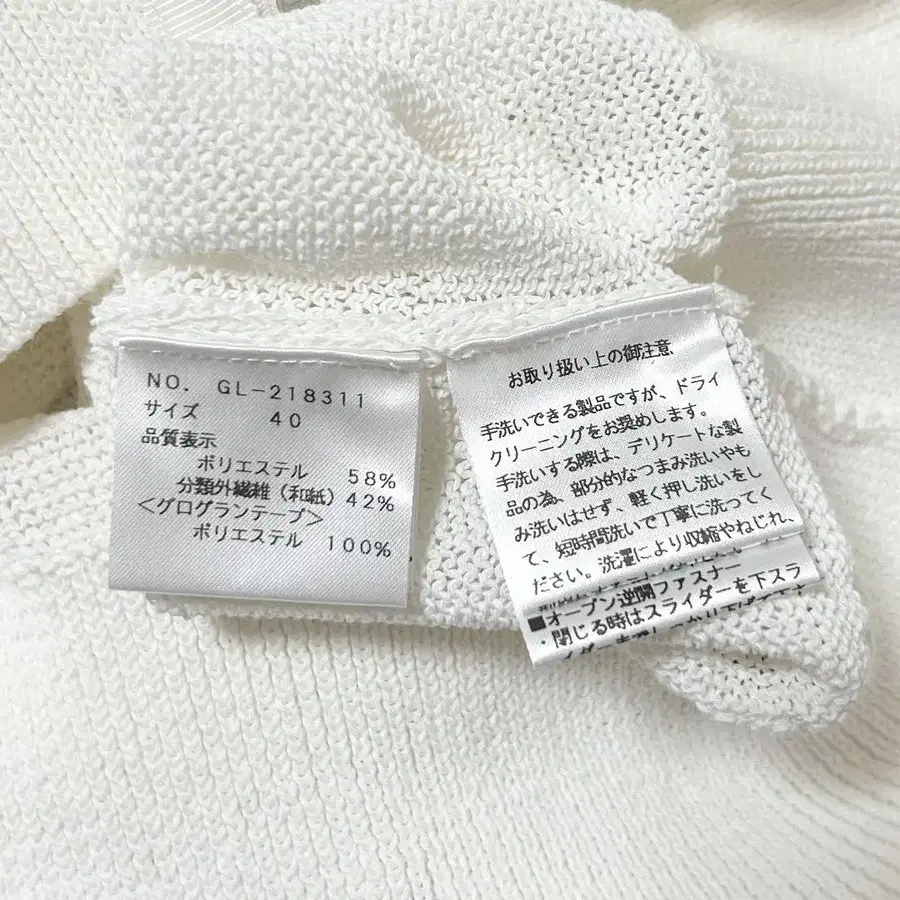 NO. GL-218311
サイズ 40
品質表示
ポリエステル 58%
分類外繊維(和紙) 42%
<グログランテープ>
ポリエステル 100%
お取り扱い上の御注意
手洗いできる製品ですが、ドライ
クリーニングをお奨めします。
手洗いする際は、デリケートな製
品の為、部分的なつまみ洗いやも
み洗いはせず、軽く押し洗いをし
て、短時間洗いで丁寧に洗ってく
ださい。洗濯により収縮やねじれ、
■オープン逆開ファスナー
・閉じる時はスライダーを下スラ